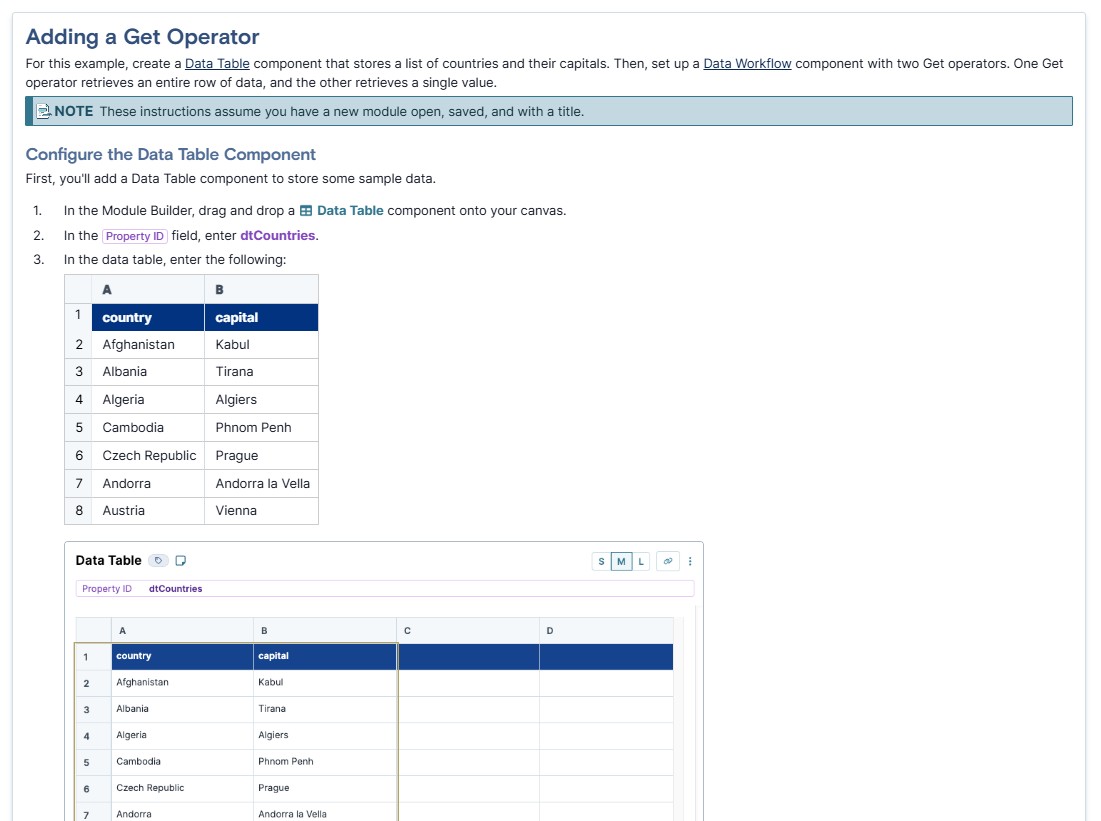 Adding a Get Operator
For this example, create a Data Table component that stores a list of countries and their capitals. Then, set up a Data Workflow component with two Get operators. One Get
operator retrieves an entire row of data, and the other retrieves a single value.
NOTE These instructions assume you have a new module open, saved, and with a title.
Configure the Data Table Component
First, you'll add a Data Table component to store some sample data.
1. In the Module Builder, drag and drop a Data Table component onto your canvas.
2. In the Property ID field, enter dtCountries.
3. In the data table, enter the following:
A B
1 country capital
2 Afghanistan Kabul
3 Albania Tirana
4 Algeria Algiers
5 Cambodia Phnom Penh
6 Czech Republic Prague
7 Andorra Andorra la Vella
8 Austria Vienna
Data Table S M L
Property ID dtCountries
A B C D
1 country capital
2 Afghanistan Kabul
3 Albania Tirana
4 Algeria Algiers
5 Cambodia Phnom Penh
6 Czech Republic Prague
7 Andorra Andorra la Vella